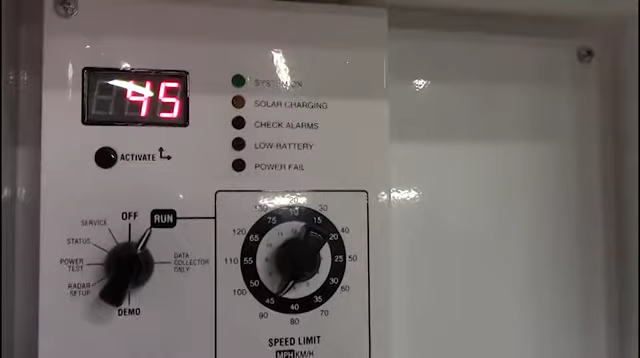 45
SYSTEM ON
SOLAR CHARGING
CHECK ALARMS
LOW BATTERY
POWER FAIL
ACTIVATE
OFF
RUN
SERVICE
STATUS
POWER TEST
RADAR SETUP
DEMO
DATA COLLECTOR ONLY
20
30
40
50
60
70
80
90
100
110
120
130
10
15
20
25
30
35
40
45
50
55
65
75
SPEED LIMIT
MPH KM/H